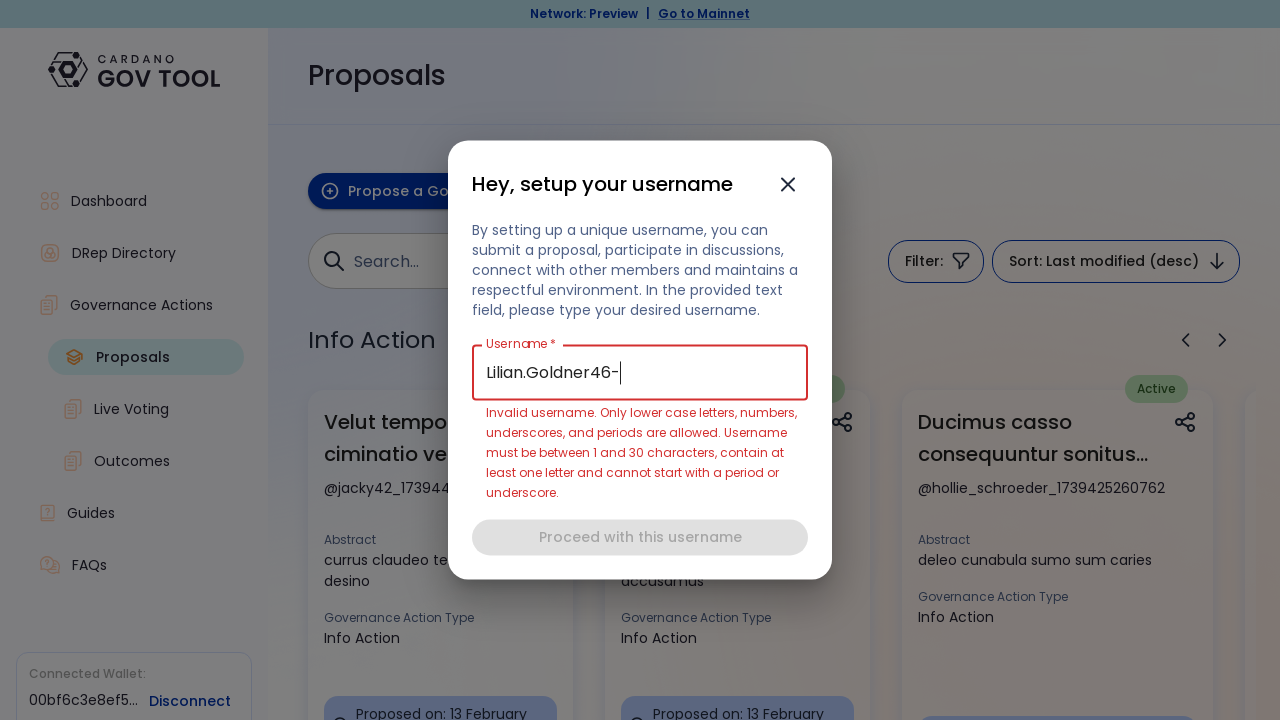 Network: Preview | Go to Mainnet
CARDANO
GOV TOOL
Dashboard
DRep Directory
Governance Actions
Proposals
Live Voting
Outcomes
Guides
FAQs
Connected Wallet:
00bf6c3e8ef5... Disconnect
Proposals
Propose a Go
Search...
Filter:
Sort: Last modified (desc)
Info Action
Hey, setup your username
By setting up a unique username, you can
submit a proposal, participate in discussions,
connect with other members and maintains a
respectful environment. In the provided text
field, please type your desired username.
Username *
Lilian.Goldner46-
Invalid username. Only lower case letters, numbers,
underscores, and periods are allowed. Username
must be between 1 and 30 characters, contain at
least one letter and cannot start with a period or
underscore.
Proceed with this username
Velut tempo
ciminatio ve
@jacky42_173944
Abstract
currus claudeo te
desino
Governance Action Type
Info Action
Proposed on: 13 February
accusamus
Governance Action Type
Info Action
Proposed on: 13 February
Active
Ducimus casso
consequuntur sonitus...
@hollie_schroeder_1739425260762
Abstract
deleo cunabula sumo sum caries
Governance Action Type
Info Action